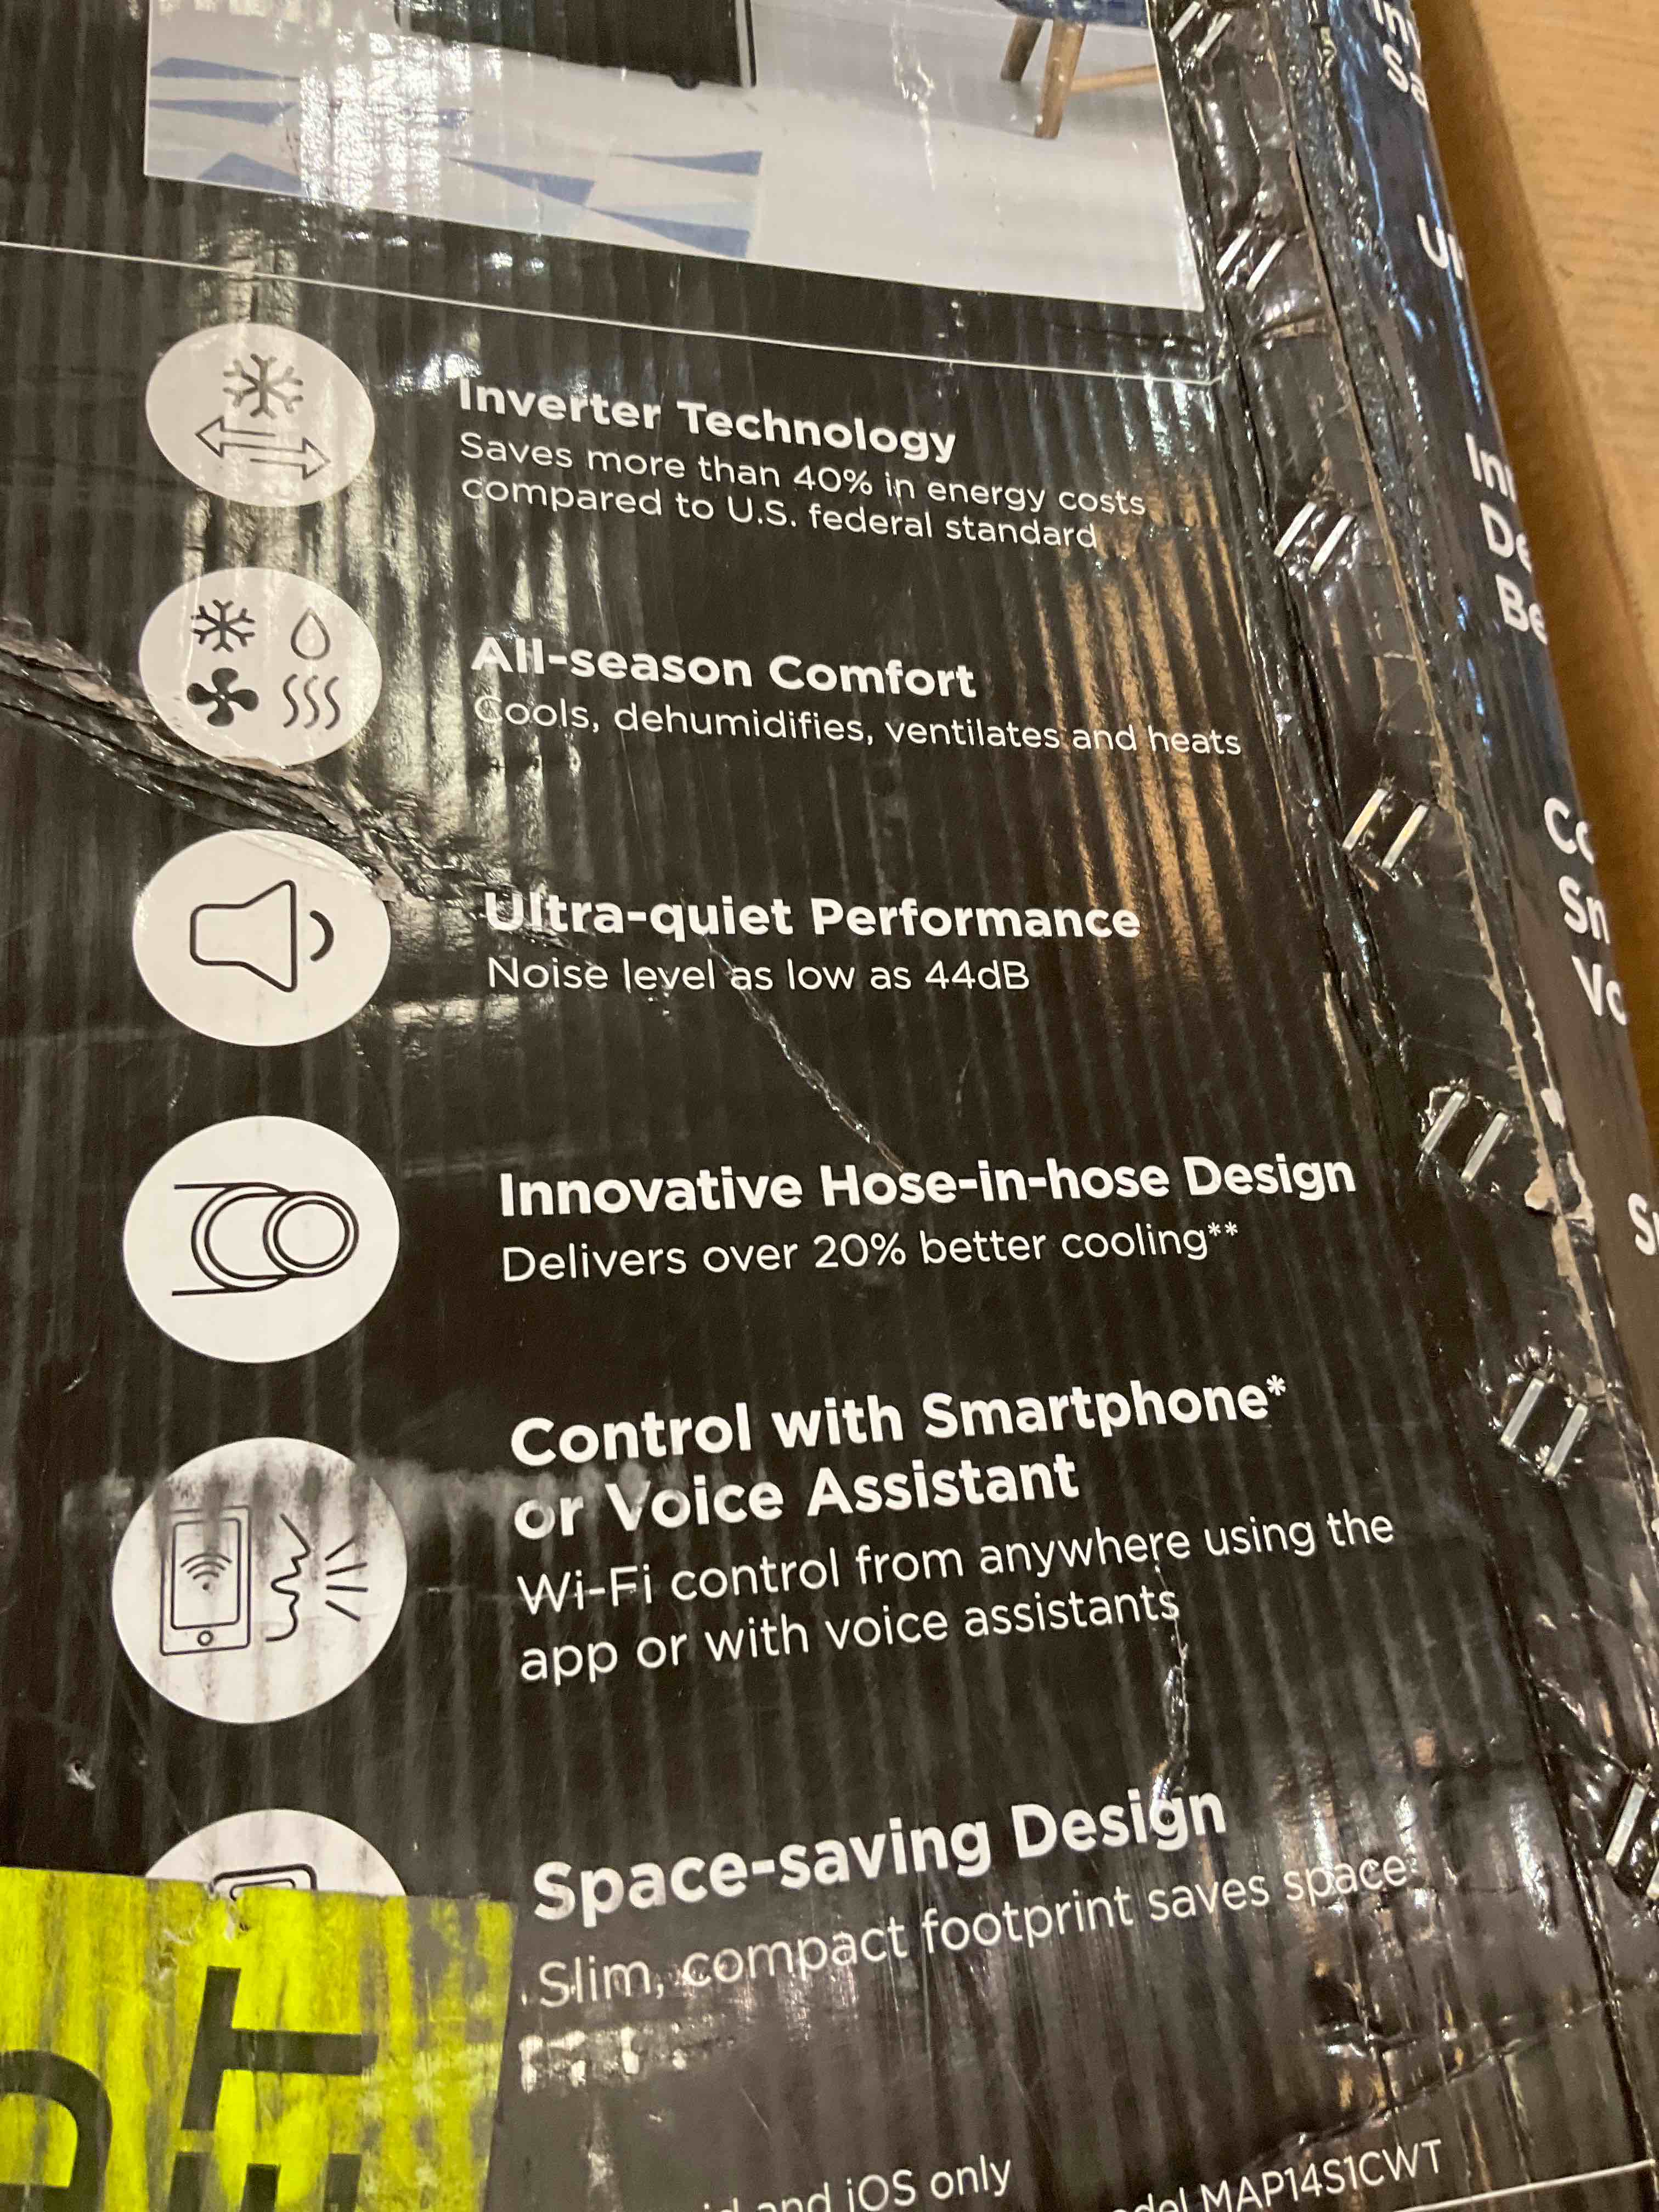 Inverter Technology
Saves more than 40% in energy costs
compared to U.S. federal standard
All-season Comfort
Cools, dehumidifies, ventilates and heats
Ultra-quiet Performance
Noise level as low as 44dB
Innovative Hose-in-hose Design
Delivers over 20% better cooling**
Control with Smartphone*
or Voice Assistant
Wi-Fi control from anywhere using the
app or with voice assistants
Space-saving Design
Slim, compact footprint saves space
and iOS only
MAP14S1CWT